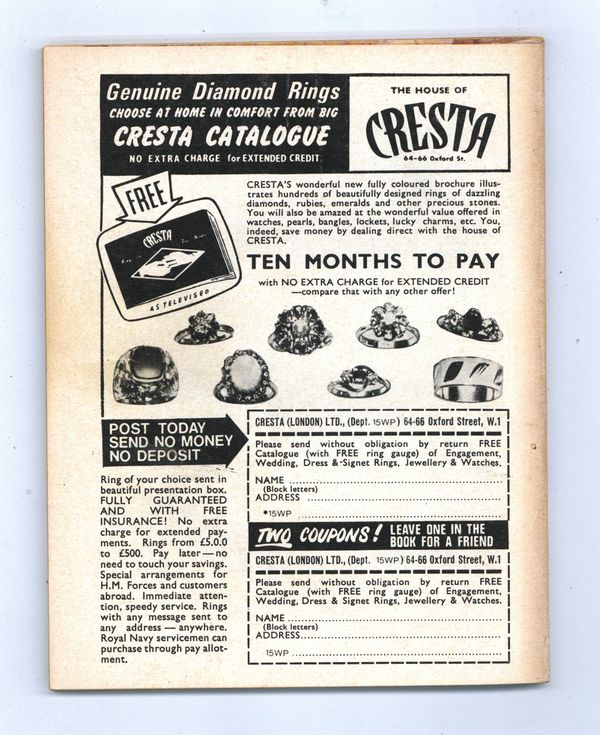 Genuine Diamond Rings
CHOOSE AT HOME IN COMFORT FROM BIG
CRESTA CATALOGUE
NO EXTRA CHARGE for EXTENDED CREDIT
THE HOUSE OF
CRESTA
64-66 Oxford St.
FREE
CRESTA
AS TELEVISED
CRESTA'S wonderful new fully coloured brochure illus-
trates hundreds of beautifully designed rings of dazzling
diamonds, rubies, emeralds and other precious stones.
You will also be amazed at the wonderful value offered in
watches, pearls, bangles, lockets, lucky charms, etc. You,
indeed, save money by dealing direct with the house of
CRESTA.
TEN MONTHS TO PAY
with NO EXTRA CHARGE for EXTENDED CREDIT
—compare that with any other offer!
POST TODAY
SEND NO MONEY
NO DEPOSIT
Ring of your choice sent in
beautiful presentation box.
FULLY GUARANTEED
AND WITH FREE
INSURANCE! No extra
charge for extended pay-
ments. Rings from £5.0.0
to £500. Pay later—no
need to touch your savings.
Special arrangements for
H.M. Forces and customers
abroad. Immediate atten-
tion, speedy service. Rings
with any message sent to
any address — anywhere.
Royal Navy servicemen can
purchase through pay allot-
ment.
CRESTA (LONDON) LTD., (Dept. 15WP) 64-66 Oxford Street, W.1
Please send without obligation by return FREE
Catalogue (with FREE ring gauge) of Engagement,
Wedding, Dress & Signet Rings, Jewellery & Watches.
NAME
(Block letters)
ADDRESS
*15WP
TWO COUPONS! LEAVE ONE IN THE
BOOK FOR A FRIEND
CRESTA (LONDON) LTD., (Dept. 15WP) 64-66 Oxford Street, W.1
Please send without obligation by return FREE
Catalogue (with FREE ring gauge) of Engagement,
Wedding, Dress & Signet Rings, Jewellery & Watches.
NAME
(Block letters)
ADDRESS
15WP